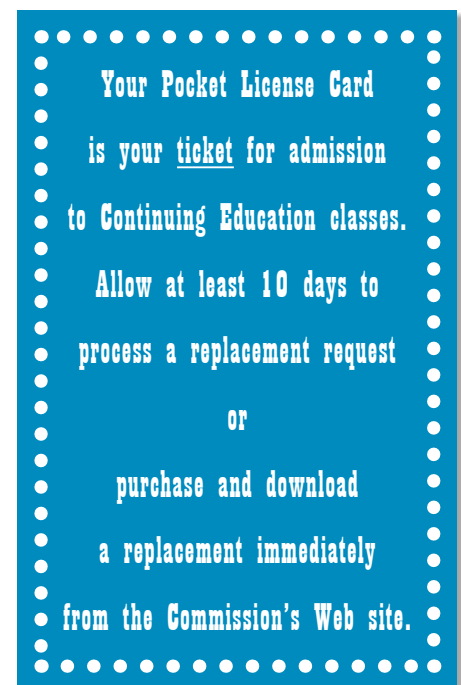 Your Pocket License Card
is your ticket for admission
to Continuing Education classes.
Allow at least 10 days to
process a replacement request
or
purchase and download
a replacement immediately
from the Commission's Web site.